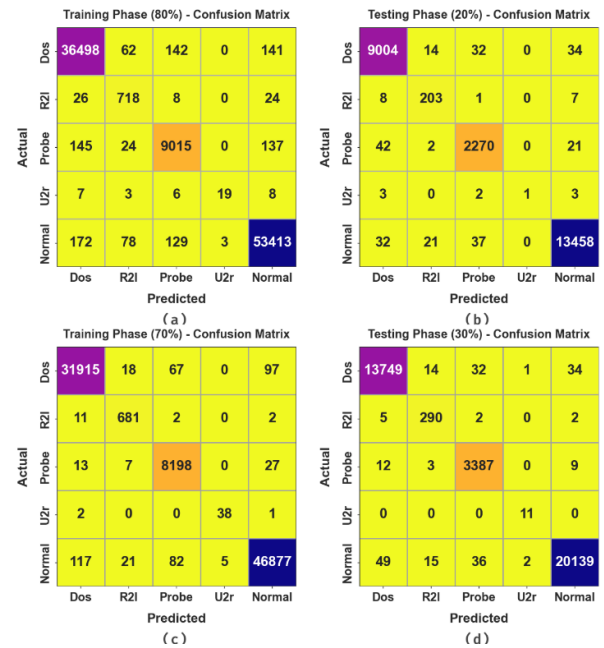 Training Phase (80%) - Confusion Matrix
Actual
Dos 36498 62 142 0 141
R2l 26 718 8 0 24
Probe 145 24 9015 0 137
U2r 7 3 6 19 8
Normal 172 78 129 3 53413
Dos R2l Probe U2r Normal
Predicted
(a)
Testing Phase (20%) - Confusion Matrix
Actual
Dos 9004 14 32 0 34
R2l 8 203 1 0 7
Probe 42 2 2270 0 21
U2r 3 0 2 1 3
Normal 32 21 37 0 13458
Dos R2l Probe U2r Normal
Predicted
(b)
Training Phase (70%) - Confusion Matrix
Actual
Dos 31915 18 67 0 97
R2l 11 681 2 0 2
Probe 13 7 8198 0 27
U2r 2 0 0 38 1
Normal 117 21 82 5 46877
Dos R2l Probe U2r Normal
Predicted
(c)
Testing Phase (30%) - Confusion Matrix
Actual
Dos 13749 14 32 1 34
R2l 5 290 2 0 2
Probe 12 3 3387 0 9
U2r 0 0 0 11 0
Normal 49 15 36 2 20139
Dos R2l Probe U2r Normal
Predicted
(d)